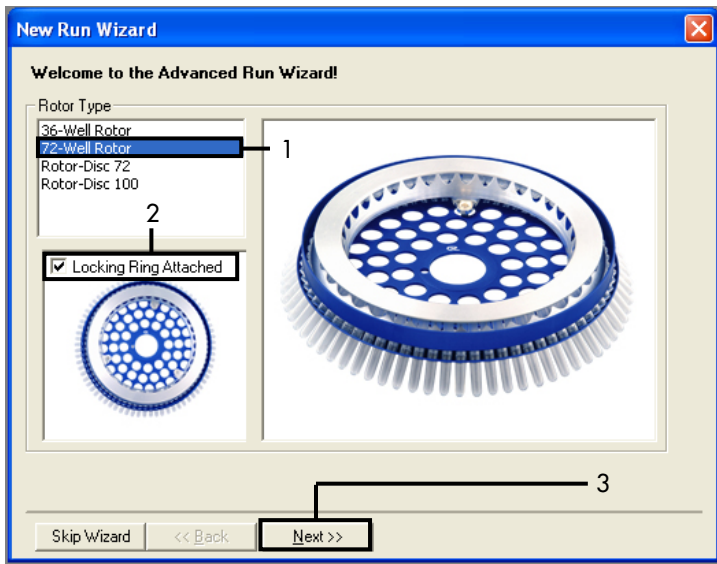 New Run Wizard
Welcome to the Advanced Run Wizard!
Rotor Type
36-Well Rotor
72-Well Rotor
Rotor-Disc 72
Rotor-Disc 100
1
2
Locking Ring Attached
3
Skip Wizard
<< Back
Next >>